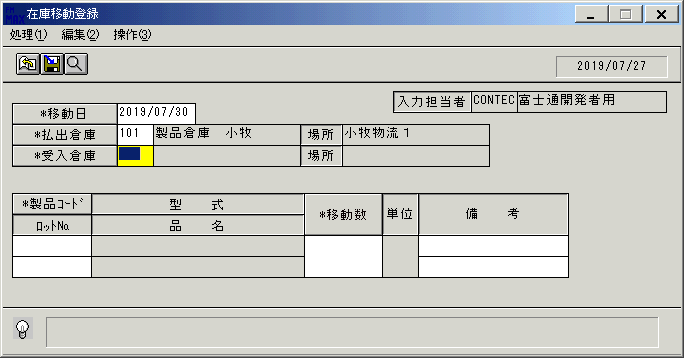 在庫移動登録
処理(1) 編集(2) 操作(3)
2019/07/27
入力担当者 CONTEC 富士通開発者用
*移動日 2019/07/30
*払出倉庫 101 製品倉庫 小牧 場所 小牧物流1
*受入倉庫 場所
*製品コード 型 式 *移動数 単位 備 考
ロットNo. 品 名